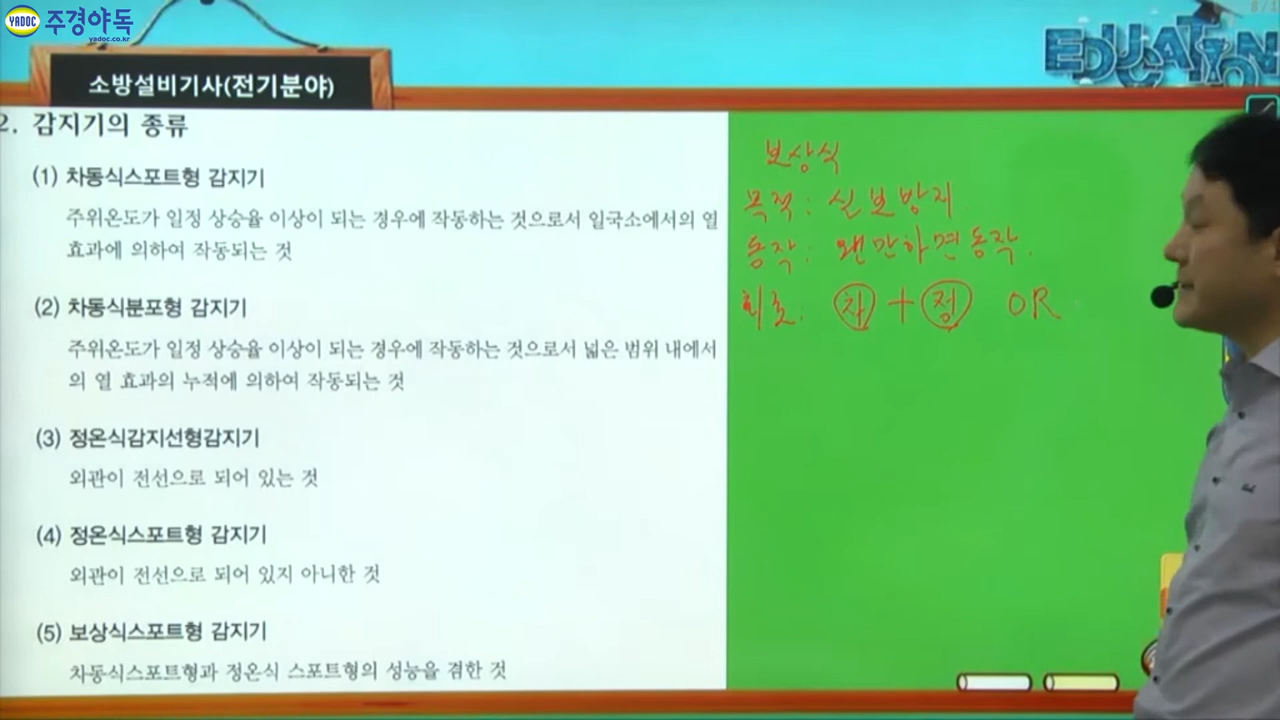 YADOC 주경야독
yadoc.co.kr
EDUCATION
소방설비기사(전기분야)
2. 감지기의 종류
(1) 차동식스포트형 감지기
주위온도가 일정 상승율 이상이 되는 경우에 작동하는 것으로서 일국소에서의 열
효과에 의하여 작동되는 것
(2) 차동식분포형 감지기
주위온도가 일정 상승율 이상이 되는 경우에 작동하는 것으로서 넓은 범위 내에서
의 열 효과의 누적에 의하여 작동되는 것
(3) 정온식감지선형감지기
외관이 전선으로 되어 있는 것
(4) 정온식스포트형 감지기
외관이 전선으로 되어 있지 아니한 것
(5) 보상식스포트형 감지기
차동식스포트형과 정온식 스포트형의 성능을 겸한 것
보상식
목적: 실보방지
동작: 왠만하면 동작.
회로: 차 + 정 OR